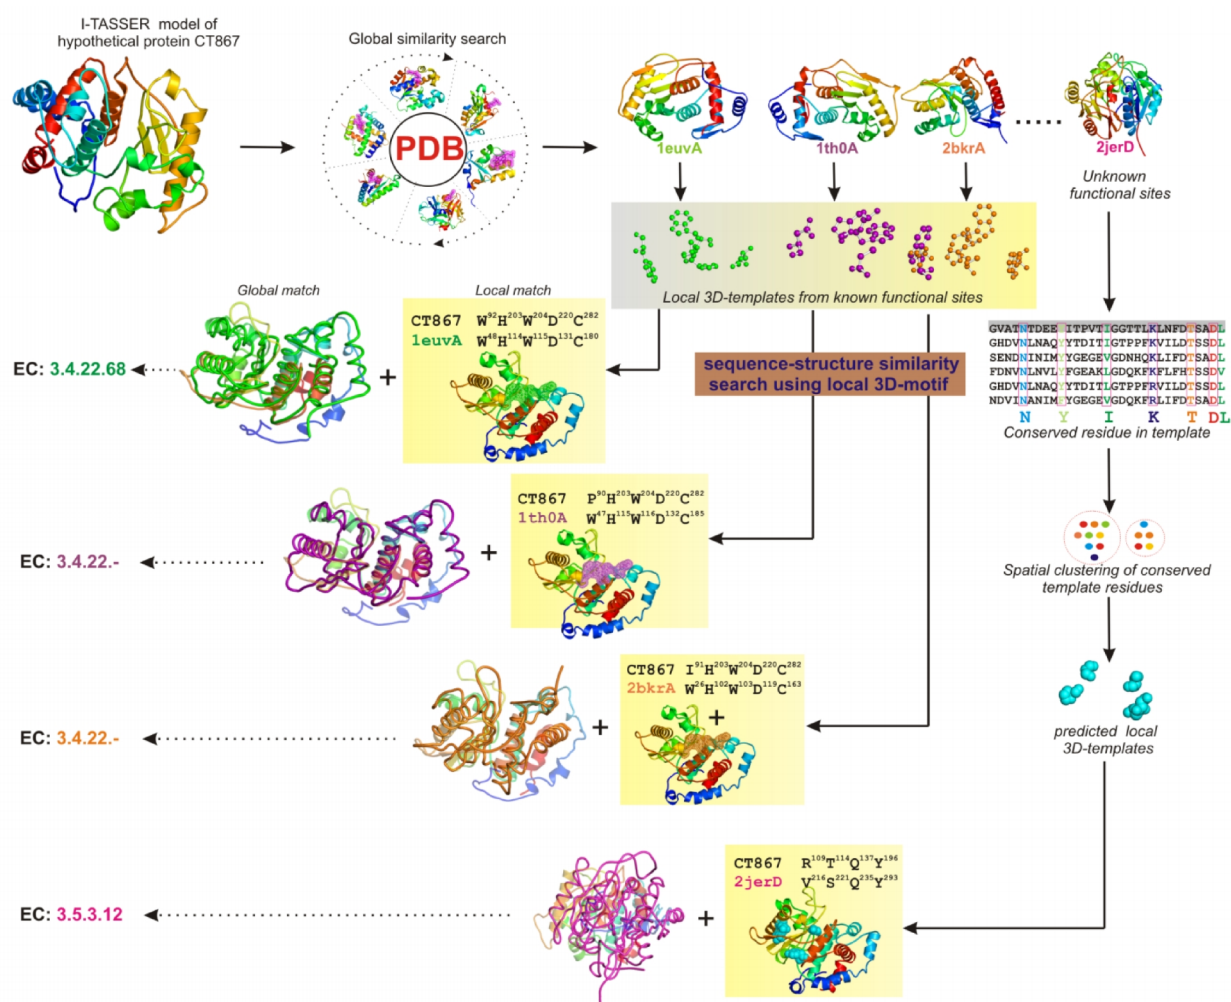 I-TASSER model of
hypothetical protein CT867
Global similarity search
PDB
1euvA
1th0A
2bkrA
2jerD
Unknown
functional sites
Local 3D-templates from known functional sites
Global match
Local match
CT867 W⁹²H²⁰³W²⁰⁴D²²⁰C²⁸²
1euvA W⁴⁸H¹¹⁴W¹¹⁵D¹³¹C¹⁸⁰
EC: 3.4.22.68
+
sequence-structure similarity
search using local 3D-motif
GVATNTDEEYITPVTIGGTTLKLNFDTSADL
GHDVNLNAQYYTDITIGTPPFKVILDTSSDL
SENDNINIMYYGEGEVGDNHQKLIFDTSSDV
FDNVNLNVLYFGEAKLGDGQKFKLIFDTSSDV
GHDVNLNAQYYTDITIGTPPFRVILDTSSDL
NDVINANIMFYGEGEVGDQKFRLIFDTSADL
N Y I K T DL
Conserved residue in template
CT867 P⁹⁰H²⁰³W²⁰⁴D²²⁰C²⁸²
1th0A W⁴⁷H¹¹⁵W¹¹⁶D¹³²C¹⁸⁵
EC: 3.4.22.-
+
Spatial clustering of conserved
template residues
CT867 I⁹¹H²⁰³W²⁰⁴D²²⁰C²⁸²
2bkrA W²⁶H¹⁰²W¹⁰³D¹¹⁹C¹⁶³
EC: 3.4.22.-
+
+
predicted local
3D-templates
CT867 R¹⁰⁹T¹¹⁴Q¹³⁷Y¹⁹⁶
2jerD V²¹⁶S²²¹Q²³⁵Y²⁹³
EC: 3.5.3.12
+